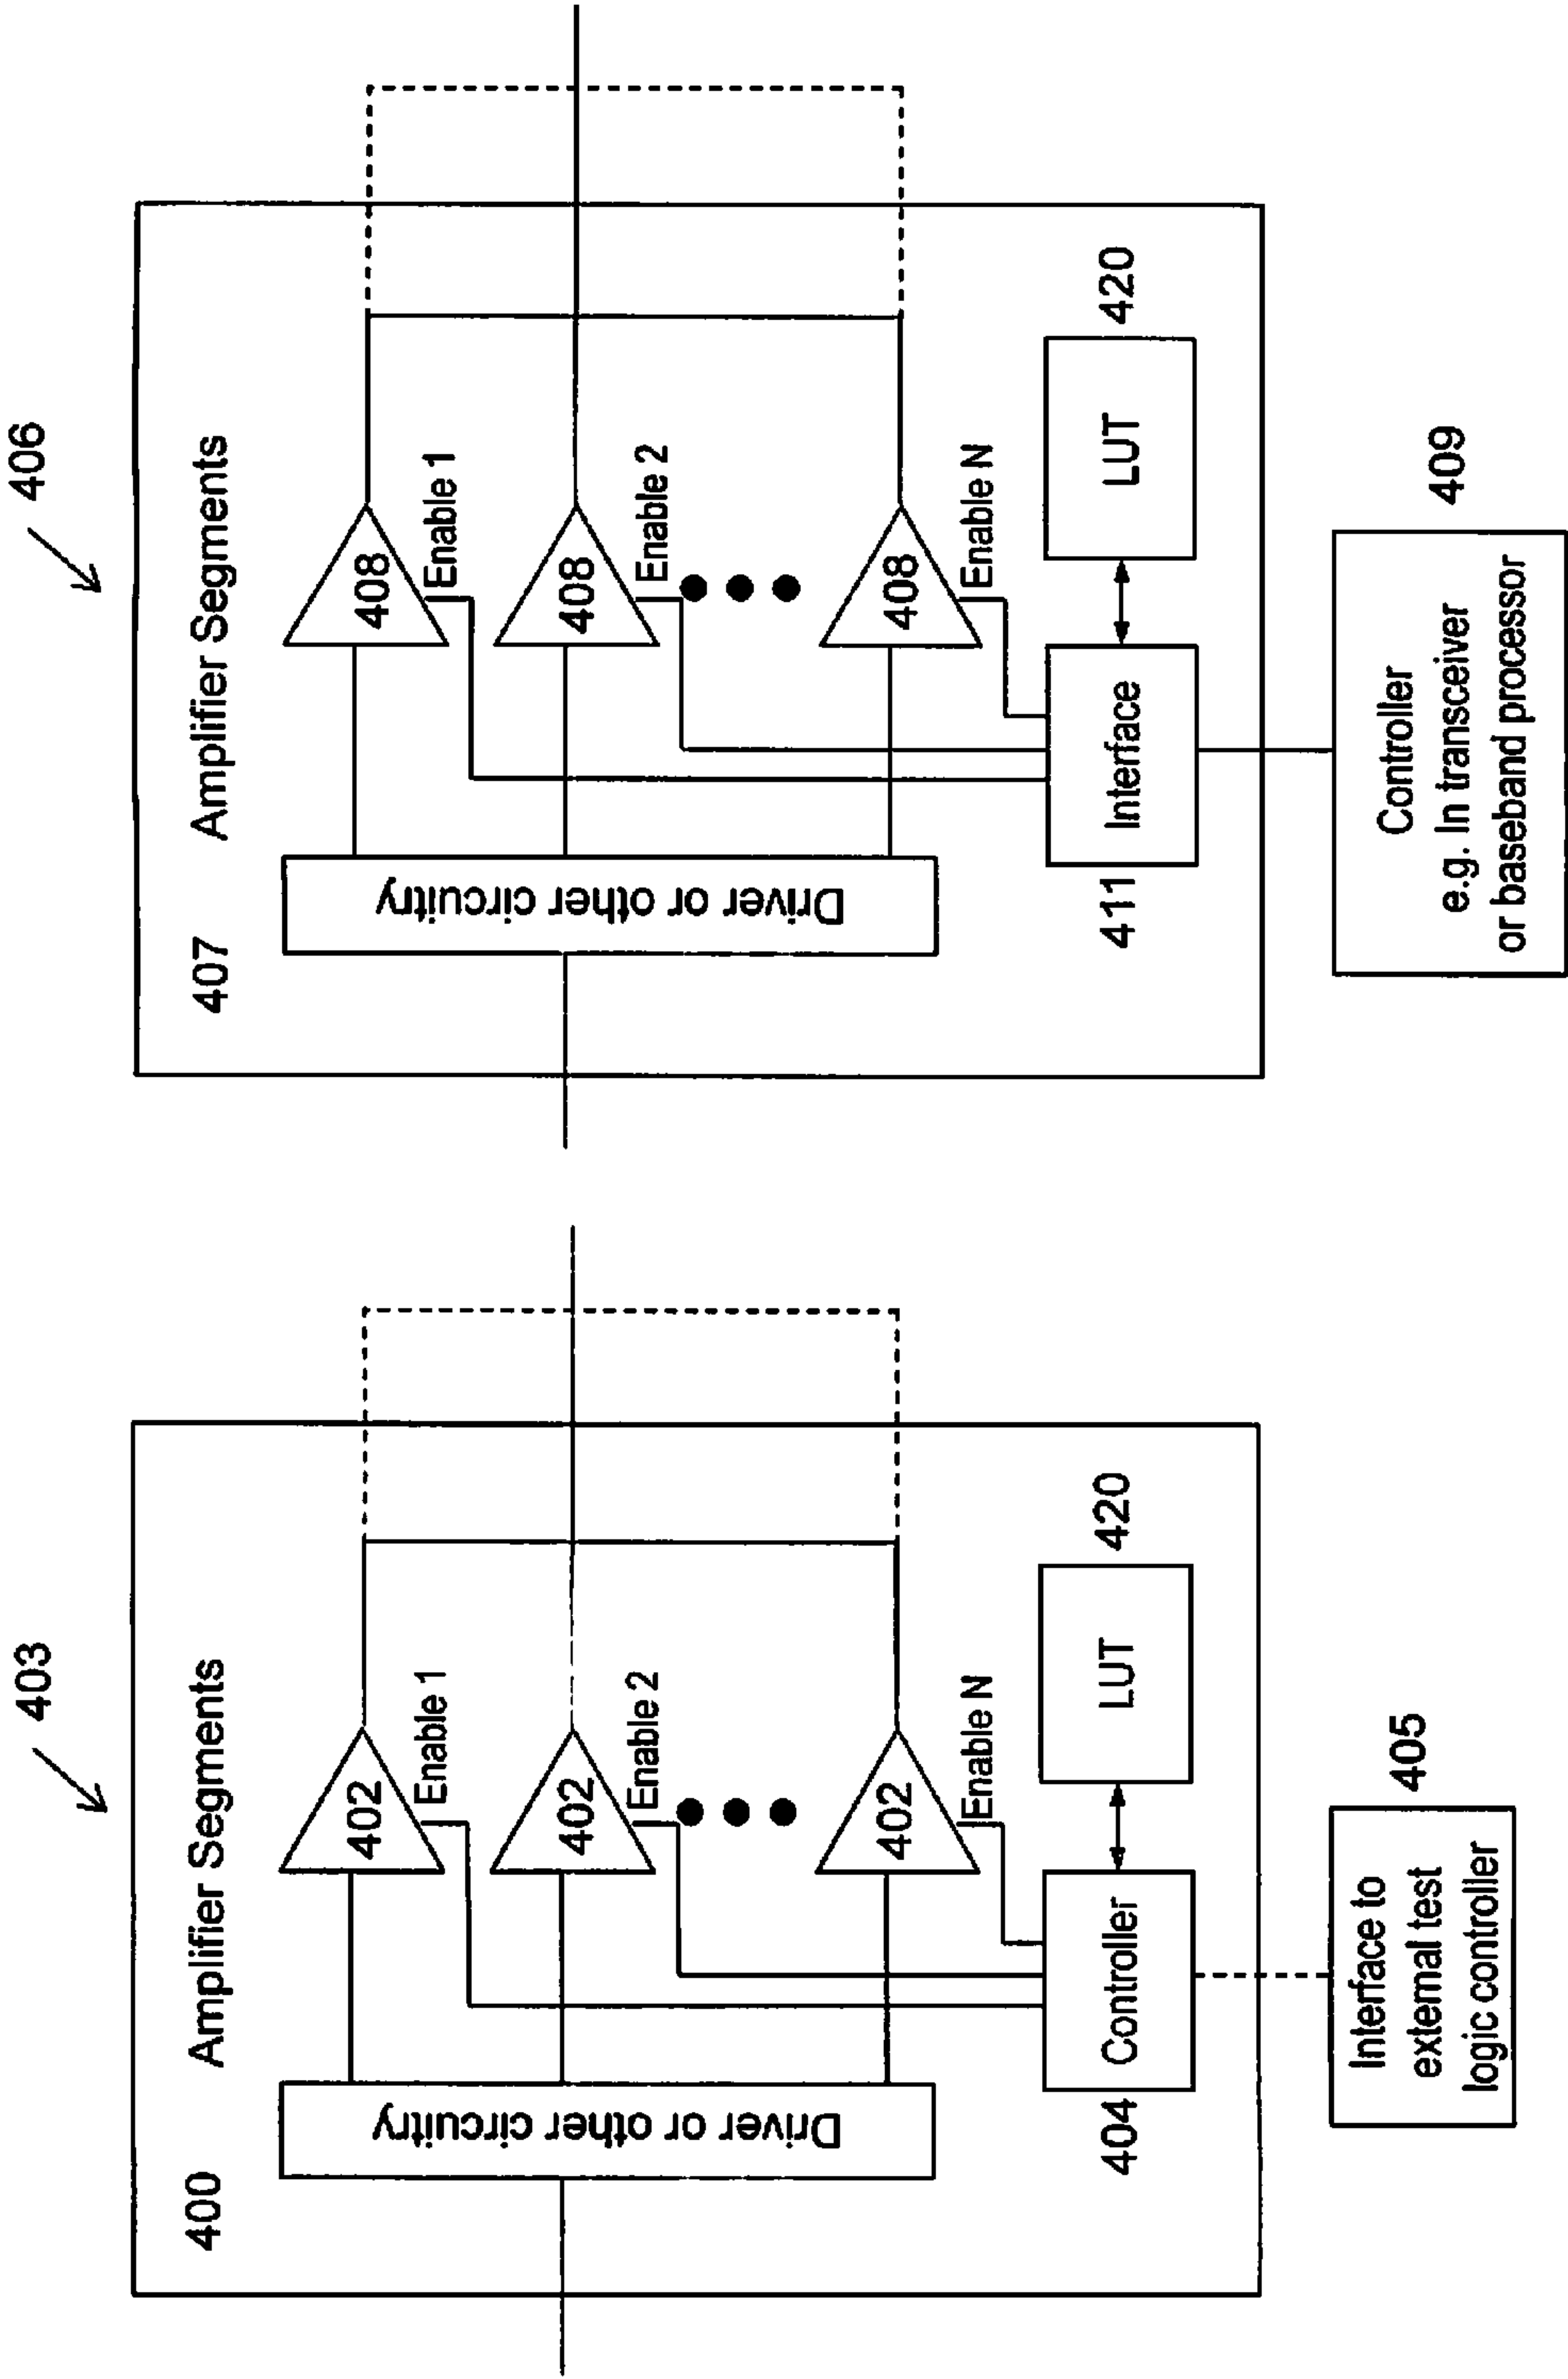 403
400
Amplifier Segments
Driver or other circuitry
402
Enable 1
402
Enable 2
402
Enable N
404
Controller
LUT
420
Interface to
external test
logic controller
405
406
407
Amplifier Segments
Driver or other circuitry
408
Enable 1
408
Enable 2
408
Enable N
411
Interface
LUT
420
Controller
e.g. In transceiver
or baseband processor
409